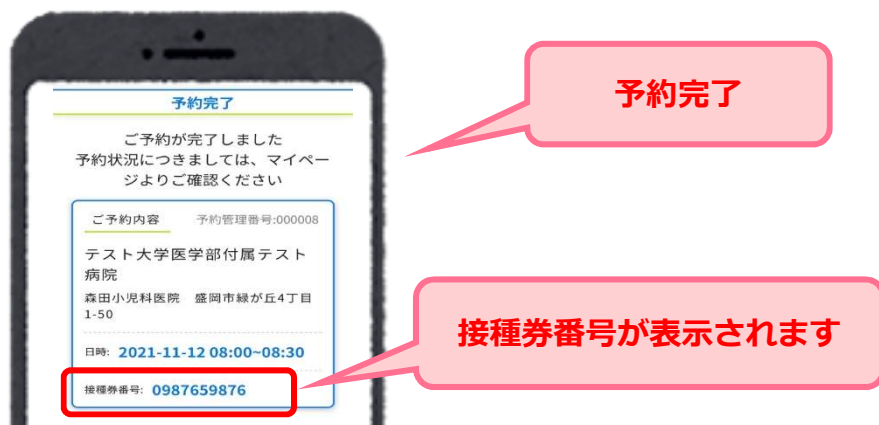 予約完了
ご予約が完了しました
予約状況につきましては、マイペー
ジよりご確認ください
ご予約内容 予約管理番号:000008
テスト大学医学部付属テスト
病院
森田小児科医院 盛岡市緑が丘4丁目
1-50
日時: 2021-11-12 08:00~08:30
接種券番号: 0987659876
予約完了
接種券番号が表示されます